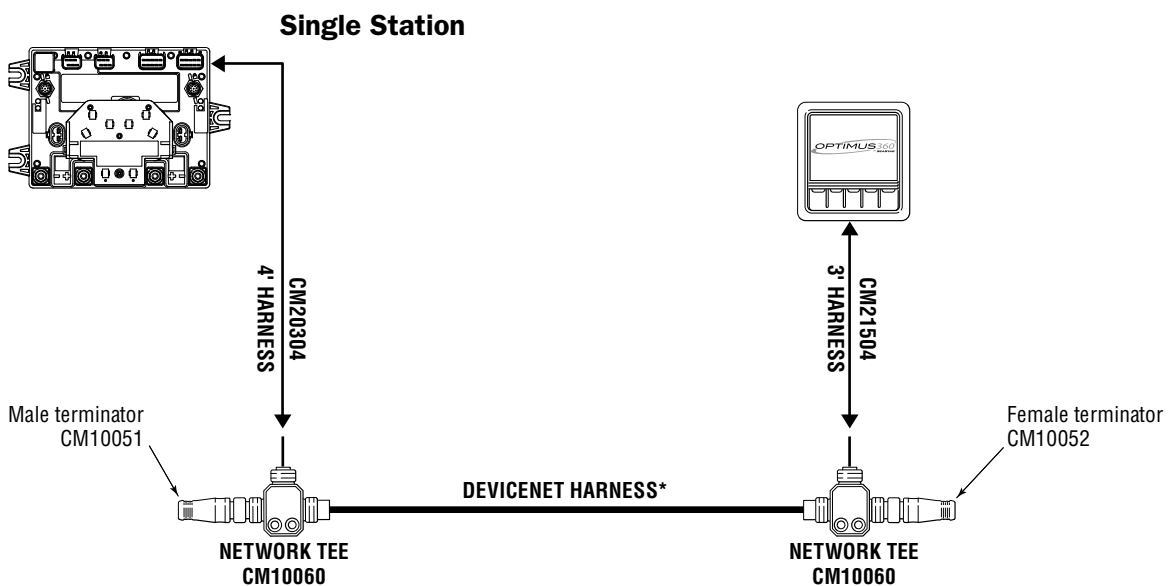 Single Station
OPTIMUS360
SEASTAR
CM20304
4' HARNESS
CM21504
3' HARNESS
Male terminator
CM10051
Female terminator
CM10052
DEVICENET HARNESS*
NETWORK TEE
CM10060
NETWORK TEE
CM10060